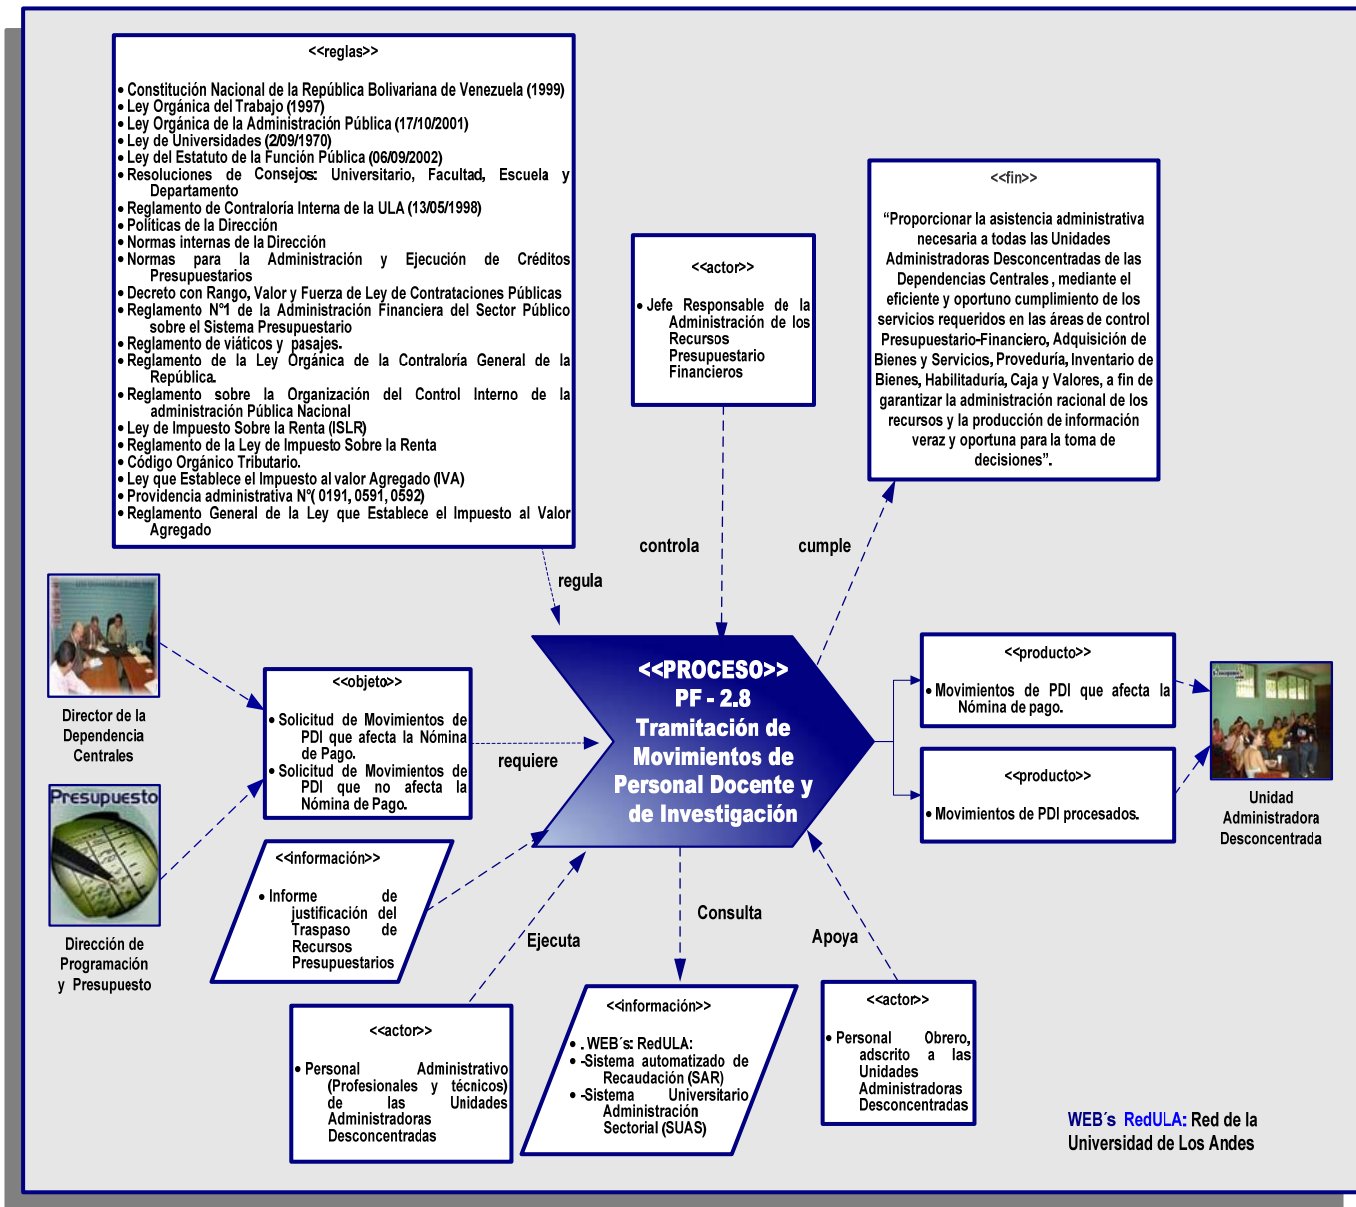 <<reglas>>
• Constitución Nacional de la República Bolivariana de Venezuela (1999)
• Ley Orgánica del Trabajo (1997)
• Ley Orgánica de la Administración Pública (17/10/2001)
• Ley de Universidades (2/09/1970)
• Ley del Estatuto de la Función Pública (06/09/2002)
• Resoluciones de Consejos: Universitario, Facultad, Escuela y
Departamento
• Reglamento de Contraloría Interna de la ULA (13/05/1998)
• Políticas de la Dirección
• Normas internas de la Dirección
• Normas para la Administración y Ejecución de Créditos
Presupuestarios
• Decreto con Rango, Valor y Fuerza de Ley de Contrataciones Públicas
• Reglamento N°1 de la Administración Financiera del Sector Público
sobre el Sistema Presupuestario
• Reglamento de viáticos y pasajes.
• Reglamento de la Ley Orgánica de la Contraloría General de la
República.
• Reglamento sobre la Organización del Control Interno de la
administración Pública Nacional
• Ley de Impuesto Sobre la Renta (ISLR)
• Reglamento de la Ley de Impuesto Sobre la Renta
• Código Orgánico Tributario.
• Ley que Establece el Impuesto al valor Agregado (IVA)
• Providencia administrativa N°( 0191, 0591, 0592)
• Reglamento General de la Ley que Establece el Impuesto al Valor
Agregado
<<actor>>
• Jefe Responsable de la
Administración de los
Recursos
Presupuestario
Financieros
<<fin>>
“Proporcionar la asistencia administrativa
necesaria a todas las Unidades
Administradoras Desconcentradas de las
Dependencias Centrales , mediante el
eficiente y oportuno cumplimiento de los
servicios requeridos en las áreas de control
Presupuestario-Financiero, Adquisición de
Bienes y Servicios, Proveduría, Inventario de
Bienes, Habilitaduría, Caja y Valores, a fin de
garantizar la administración racional de los
recursos y la producción de información
veraz y oportuna para la toma de
decisiones”.
regula
controla
cumple
Director de la
Dependencia
Centrales
Presupuesto
Dirección de
Programación
y Presupuesto
<<objeto>>
• Solicitud de Movimientos de
PDI que afecta la Nómina
de Pago.
• Solicitud de Movimientos de
PDI que no afecta la
Nómina de Pago.
requiere
<<PROCESO>>
PF - 2.8
Tramitación de
Movimientos de
Personal Docente y
de Investigación
<<producto>>
• Movimientos de PDI que afecta la
Nómina de pago.
<<producto>>
• Movimientos de PDI procesados.
Unidad
Administradora
Desconcentrada
<<información>>
• Informe de
justificación del
Traspaso de
Recursos
Presupuestarios
Ejecuta
Consulta
Apoya
<<actor>>
• Personal Administrativo
(Profesionales y técnicos)
de las Unidades
Administradoras
Desconcentradas
<<información>>
• . WEB´s: RedULA:
• -Sistema automatizado de
Recaudación (SAR)
• -Sistema Universitario
Administración
Sectorial (SUAS)
<<actor>>
• Personal Obrero,
adscrito a las
Unidades
Administradoras
Desconcentradas
WEB´s RedULA: Red de la
Universidad de Los Andes